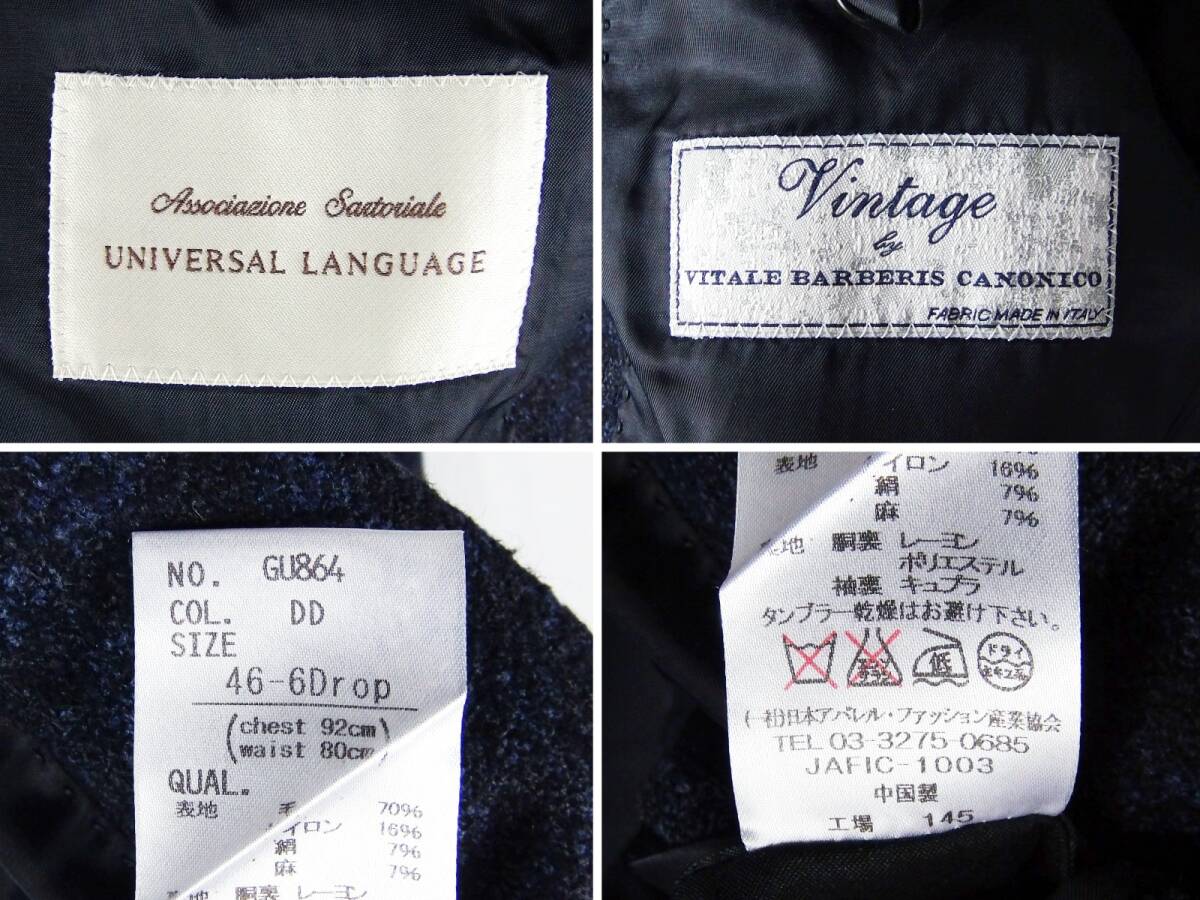 Associazione Sartoriale
UNIVERSAL LANGUAGE
Vintage
by
VITALE BARBERIS CANONICO
FABRIC MADE IN ITALY
NO. GU864
COL. DD
SIZE
46-6Drop
(chest 92cm
waist 80cm)
QUAL.
表地 毛 70%
イロン 16%
絹 7%
麻 7%
胴裏 レーヨン
表地 イロン 16%
絹 7%
麻 7%
地 胴裏 レーヨン
ポリエステル
袖裏 キュプラ
タンブラー乾燥はお避け下さい。
低 ドライ
(一社)日本アパレル・ファッション産業協会
TEL 03-3275-0685
JAFIC-1003
中国製
工場 145